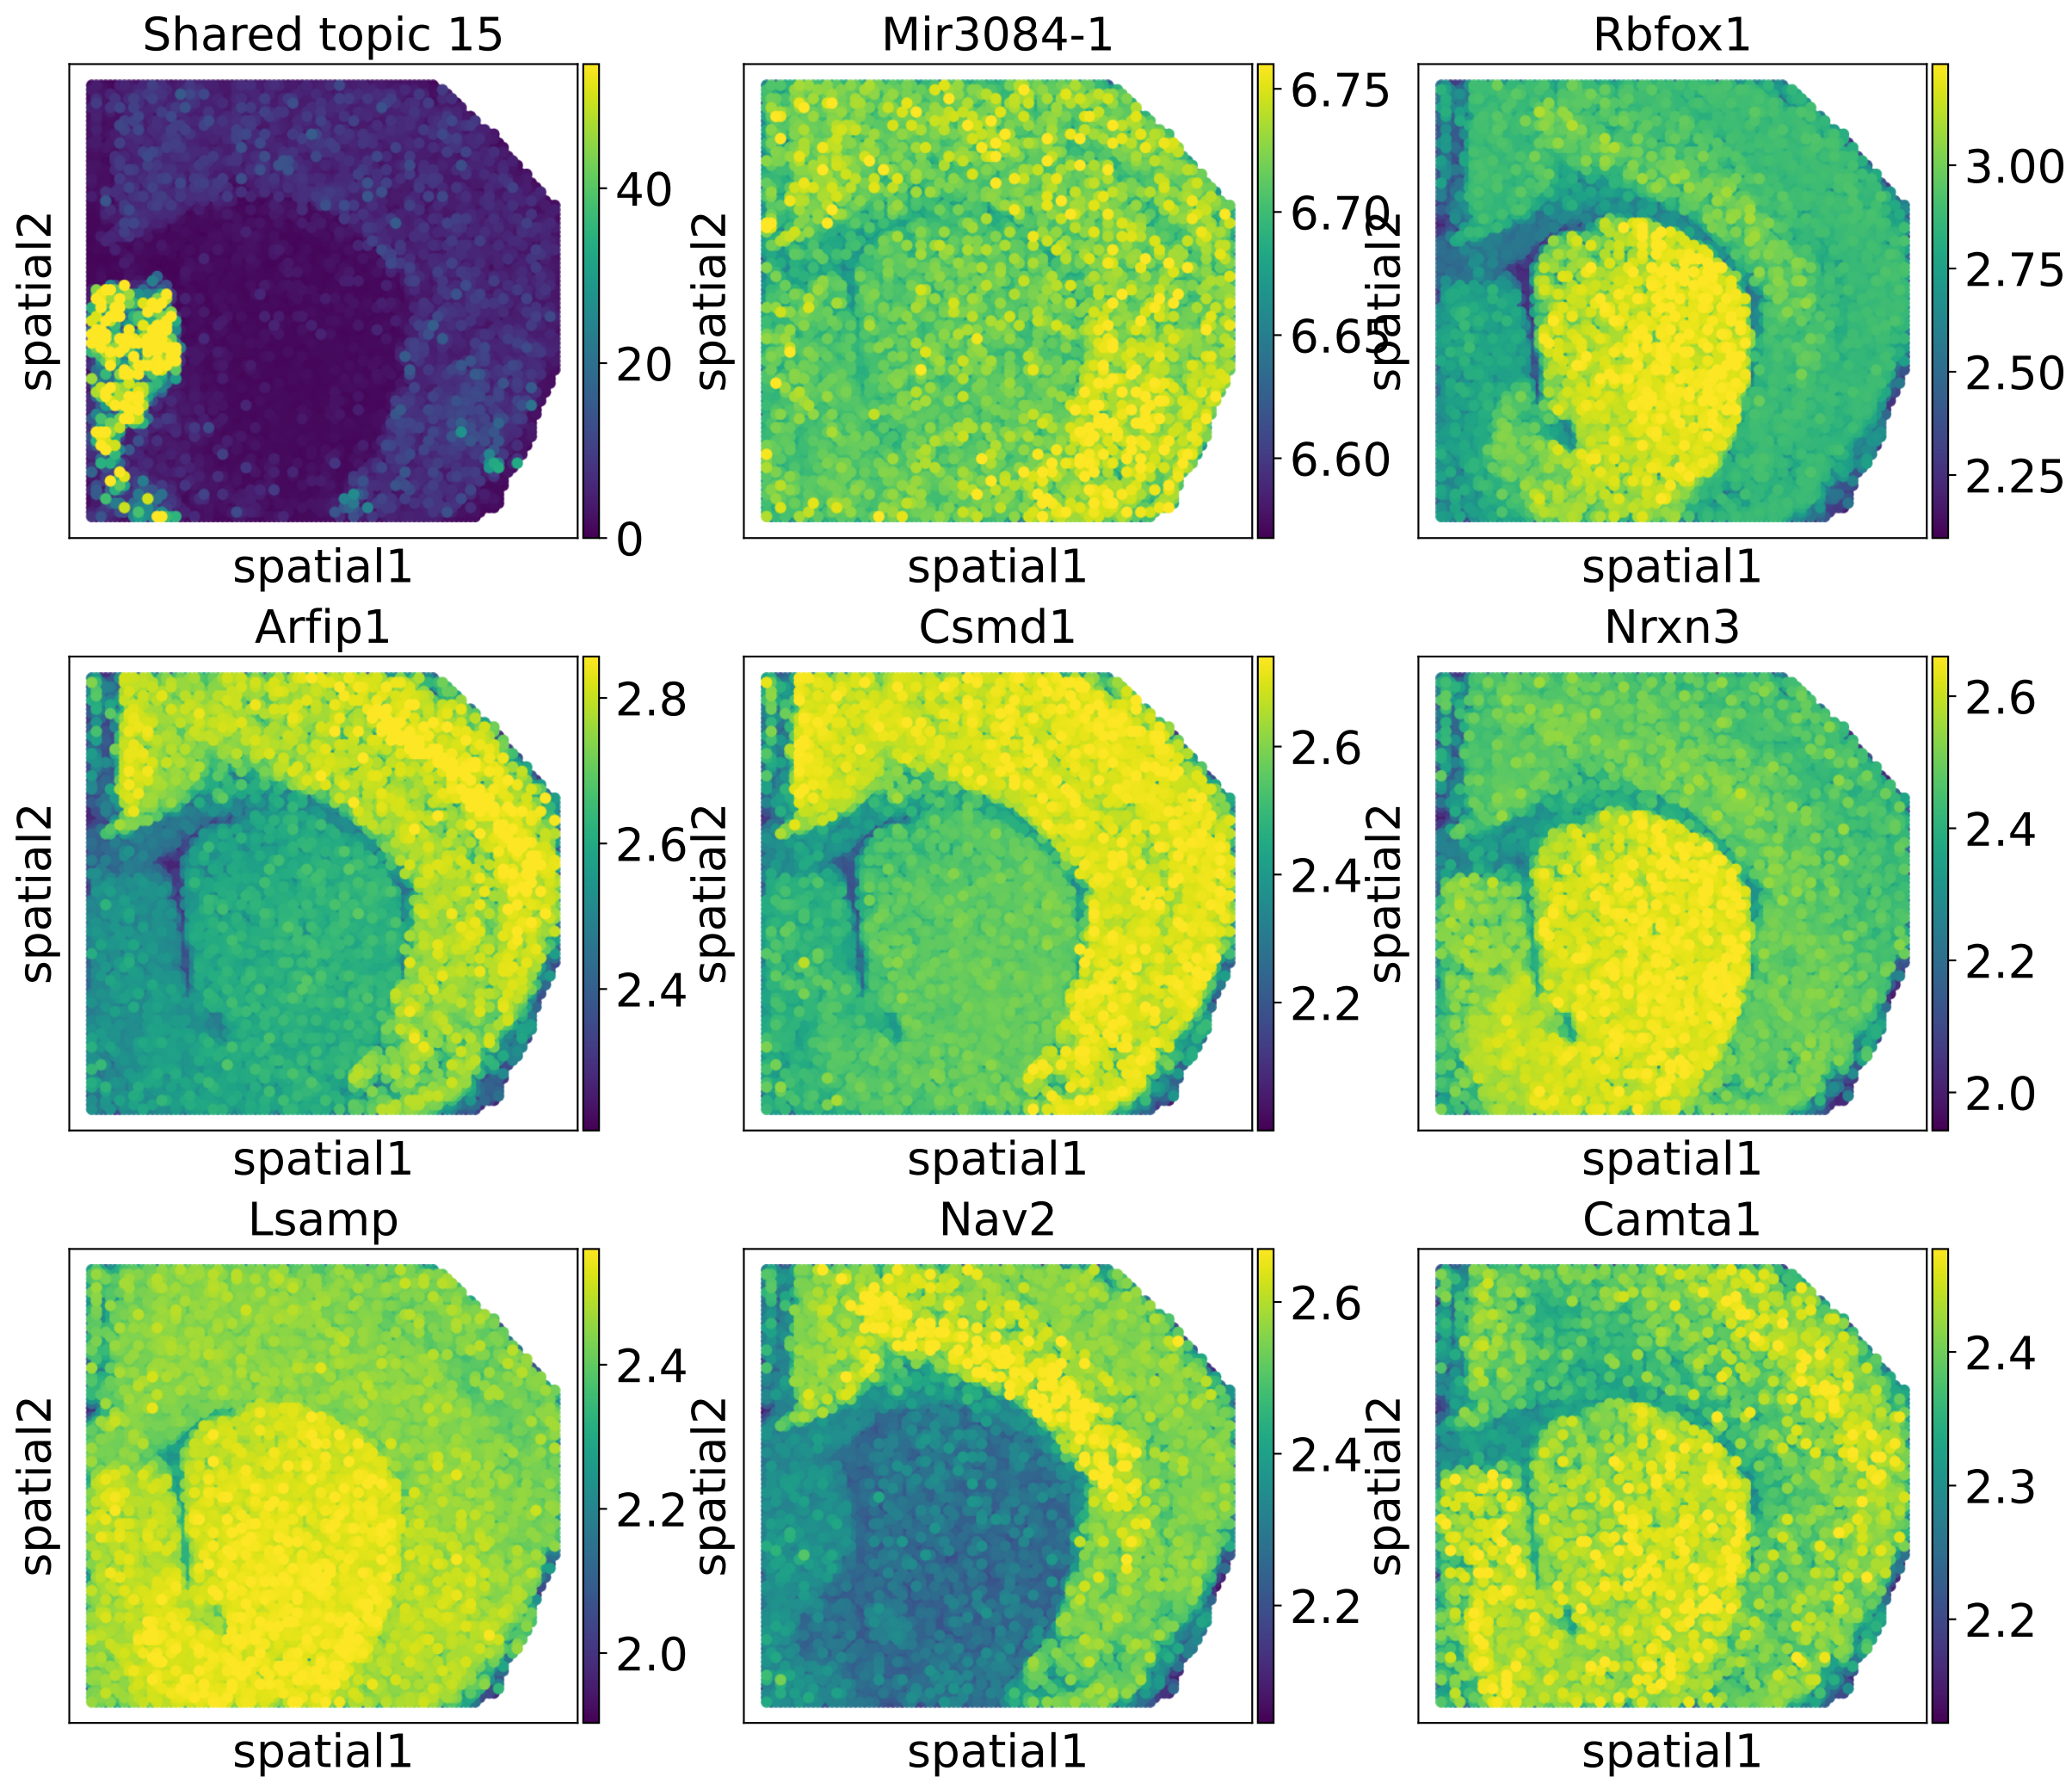 Shared topic 15
Mir3084-1
Rbfox1
spatial2
40
20
0
spatial1
spatial2
6.75
6.70
6.65
6.60
spatial1
spatial2
3.00
2.75
2.50
2.25
spatial1
Arfip1
Csmd1
Nrxn3
spatial2
2.8
2.6
2.4
spatial1
spatial2
2.6
2.4
2.2
spatial1
spatial2
2.6
2.4
2.2
2.0
spatial1
Lsamp
Nav2
Camta1
spatial2
2.4
2.2
2.0
spatial1
spatial2
2.6
2.4
2.2
spatial1
spatial2
2.4
2.3
2.2
spatial1